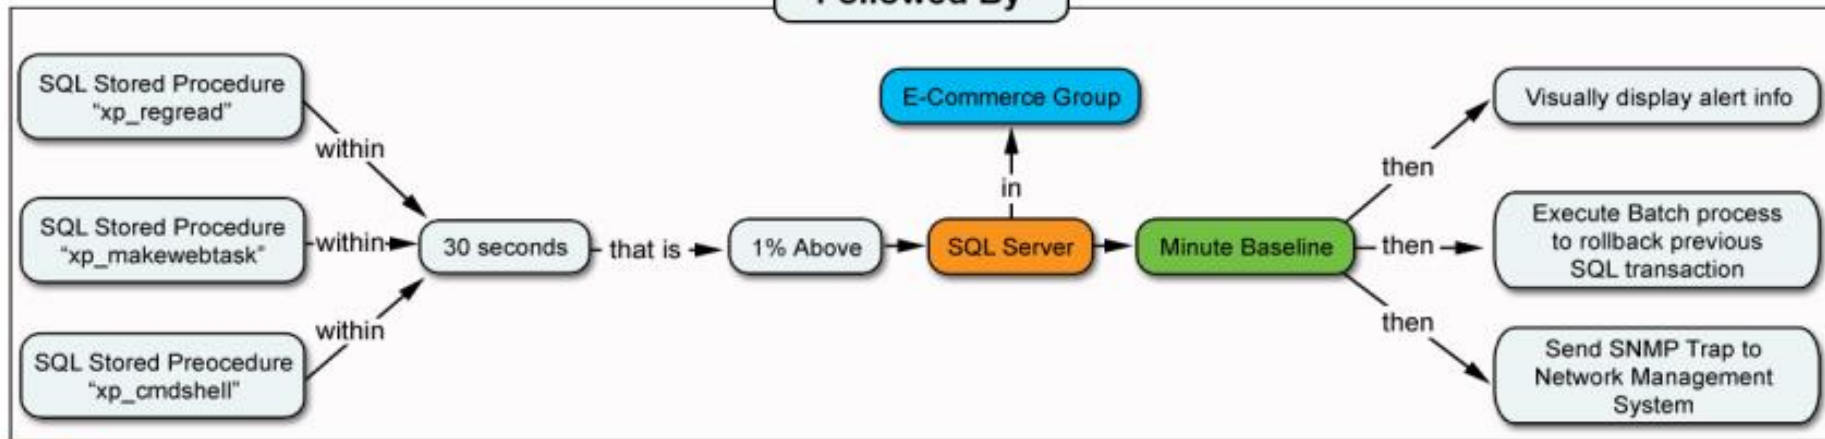 Followed By
SQL Stored Procedure
“xp_regread”
within
SQL Stored Procedure
“xp_makewebtask”
within
SQL Stored Preocedure
“xp_cmdshell”
within
30 seconds
that is
1% Above
E-Commerce Group
in
SQL Server
Minute Baseline
then
Visually display alert info
then
Execute Batch process
to rollback previous
SQL transaction
then
Send SNMP Trap to
Network Management
System